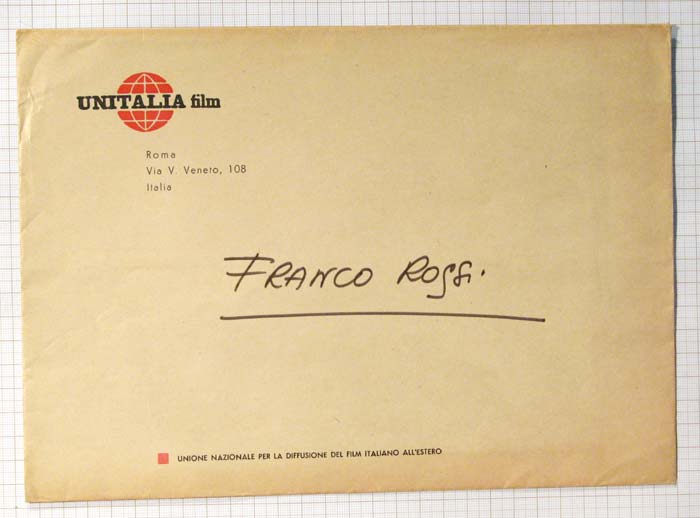 UNITALIA film
Roma
Via V. Veneto, 108
Italia
FRANCO ROSSI.
UNIONE NAZIONALE PER LA DIFFUSIONE DEL FILM ITALIANO ALL'ESTERO